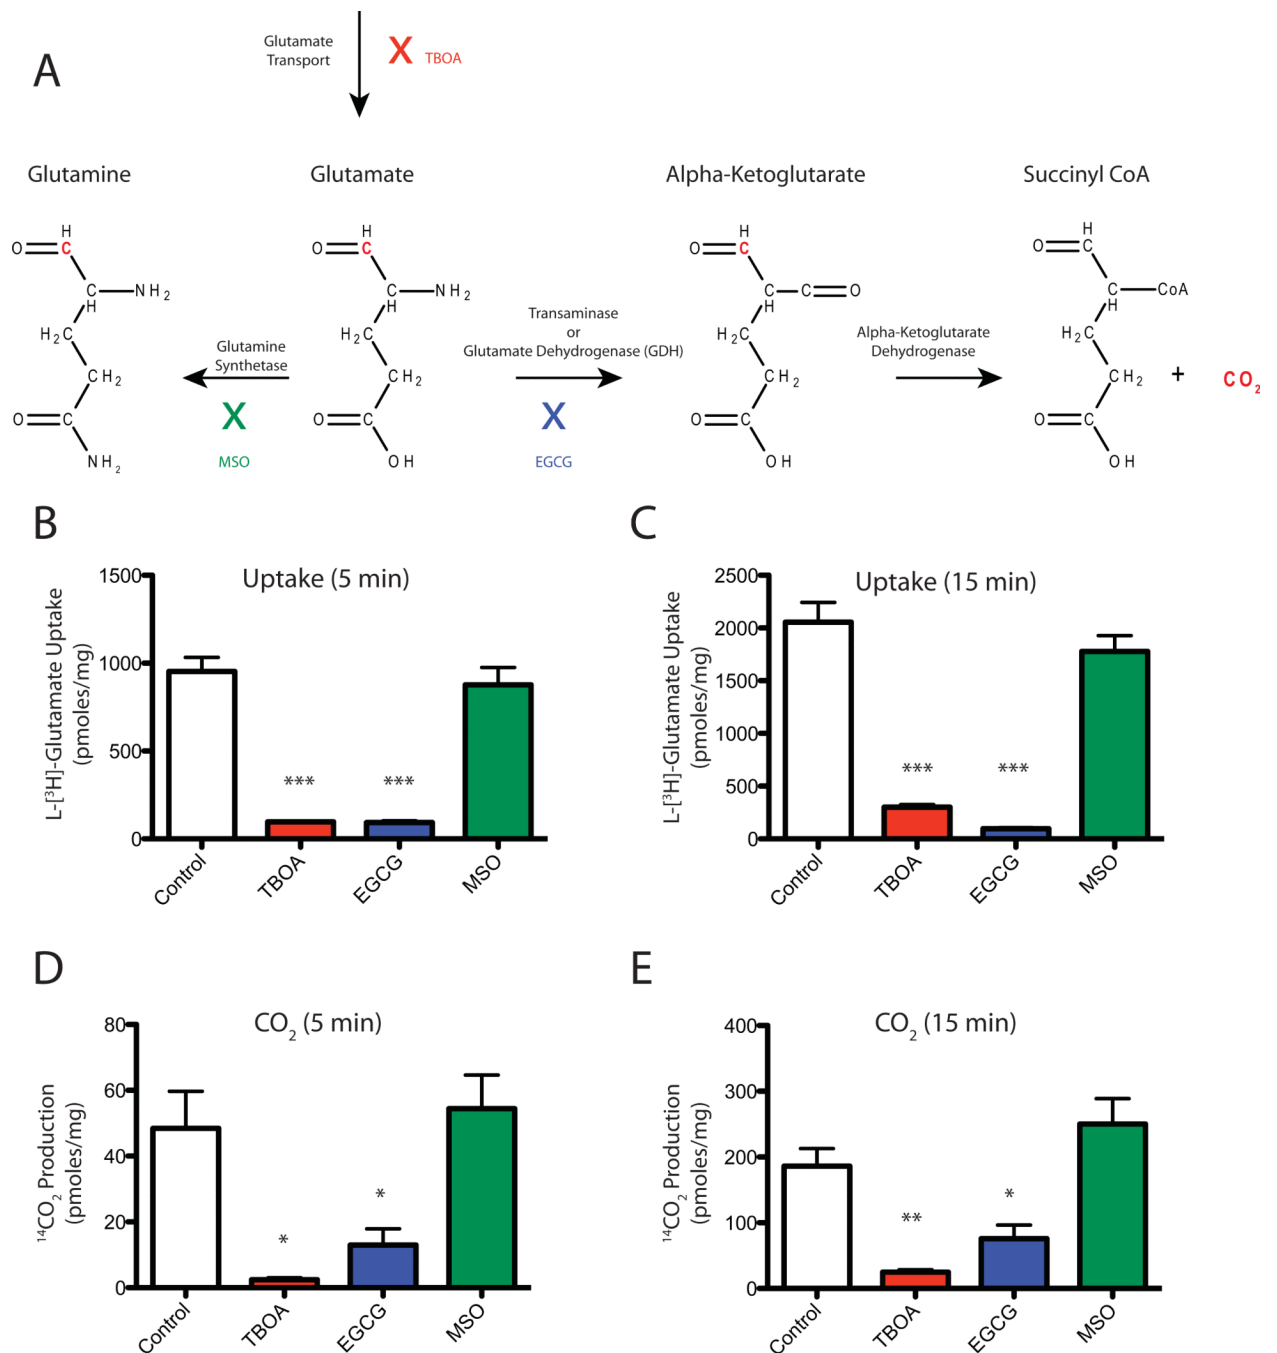 A
Glutamate
Transport
X TBOA
Glutamine
Glutamate
Alpha-Ketoglutarate
Succinyl CoA
H
O C
C NH2
H
H2C
CH2
O C
NH2
Glutamine
Synthetase
X
MSO
H
O C
C NH2
H
H2C
CH2
O C
OH
Transaminase
or
Glutamate Dehydrogenase (GDH)
X
EGCG
H
O C
C C O
H
H2C
CH2
O C
OH
Alpha-Ketoglutarate
Dehydrogenase
H
O C
C CoA
H
H2C
CH2
O C
OH
+ CO2
B
Uptake (5 min)
L-[³H]-Glutamate Uptake
(pmoles/mg)
1500
1000
500
0
*** ***
Control TBOA EGCG MSO
C
Uptake (15 min)
L-[³H]-Glutamate Uptake
(pmoles/mg)
2500
2000
1500
1000
500
0
*** ***
Control TBOA EGCG MSO
D
CO2 (5 min)
¹⁴CO2 Production
(pmoles/mg)
80
60
40
20
0
* *
Control TBOA EGCG MSO
E
CO2 (15 min)
¹⁴CO2 Production
(pmoles/mg)
400
300
200
100
0
** *
Control TBOA EGCG MSO